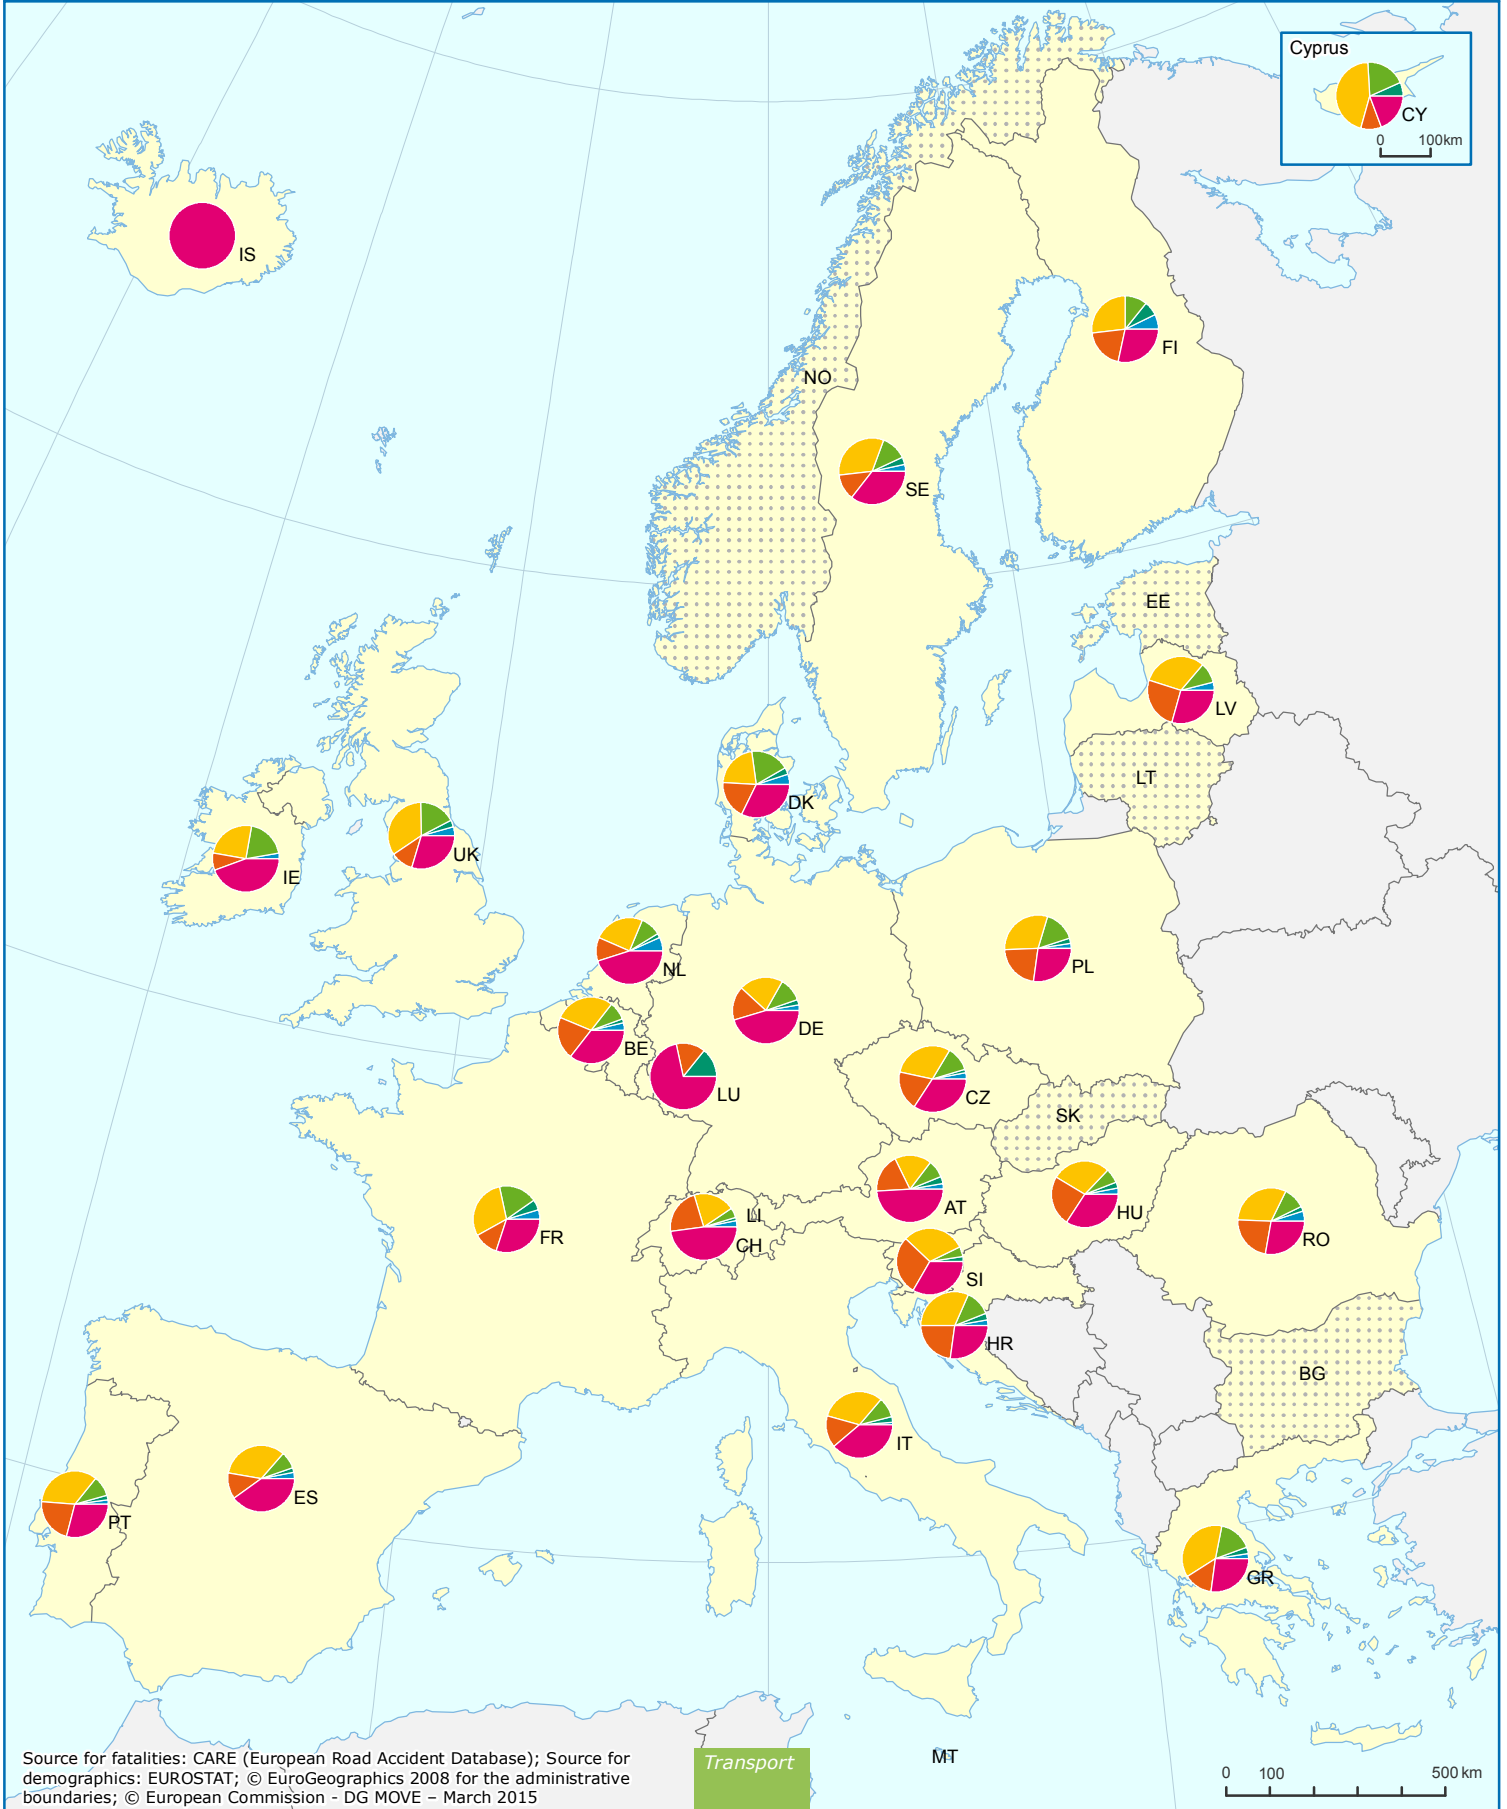 Cyprus
CY
0 100km
IS
FI
NO
SE
EE
LV
LT
DK
UK
IE
NL
PL
DE
BE
LU
CZ
SK
AT
HU
LI
FR
CH
RO
SI
HR
BG
IT
ES
PT
GR
MT
Source for fatalities: CARE (European Road Accident Database); Source for
demographics: EUROSTAT; © EuroGeographics 2008 for the administrative
boundaries; © European Commission - DG MOVE – March 2015
Transport
0 100 500 km